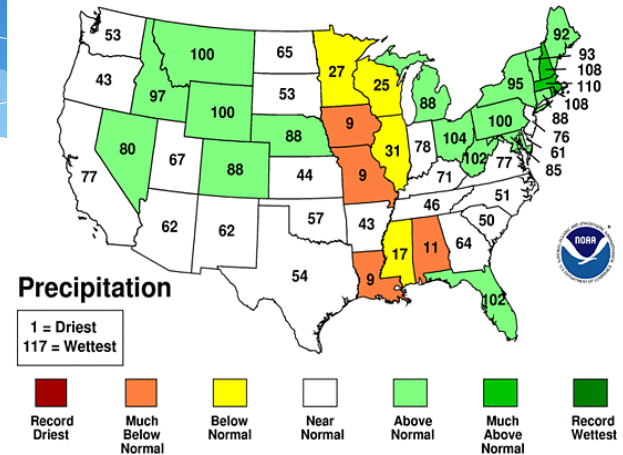 53
100
65
27
92
93
108
110
108
88
76
61
85
43
97
53
25
88
95
100
9
88
80
67
100
88
44
9
31
78
104
102
77
77
71
46
51
50
62
62
57
43
17
11
64
54
9
102
NOAA
Precipitation
1 = Driest
117 = Wettest
Record
Driest
Much
Below
Normal
Below
Normal
Near
Normal
Above
Normal
Much
Above
Normal
Record
Wettest